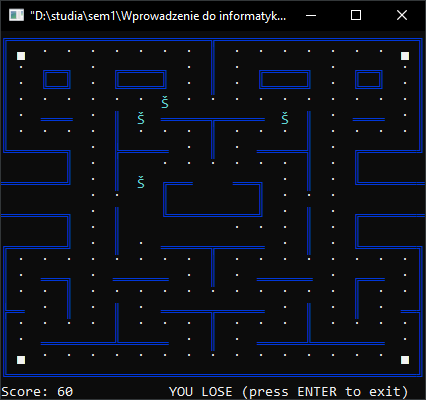 "D:\studia\sem1\Wprowadzenie do informatyk...
Š
Š Š
Š
Score: 60 YOU LOSE (press ENTER to exit)